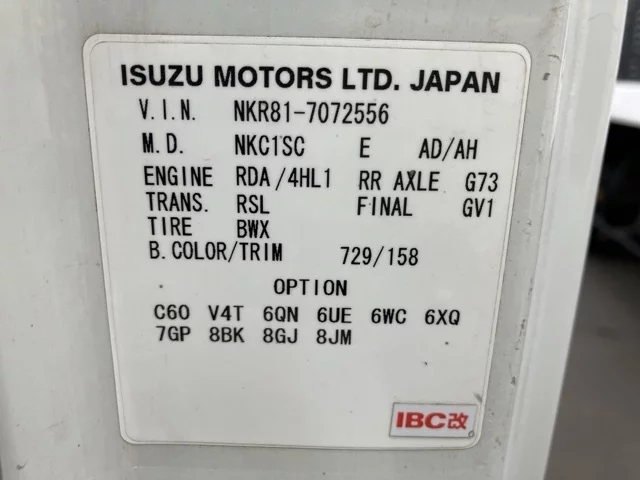 ISUZU MOTORS LTD. JAPAN
V.I.N. NKR81-7072556
M.D. NKC1SC E AD/AH
ENGINE RDA/4HL1 RR AXLE G73
TRANS. RSL FINAL GV1
TIRE BWX
B.COLOR/TRIM 729/158
OPTION
C60 V4T 6QN 6UE 6WC 6XQ
7GP 8BK 8GJ 8JM
IBC改